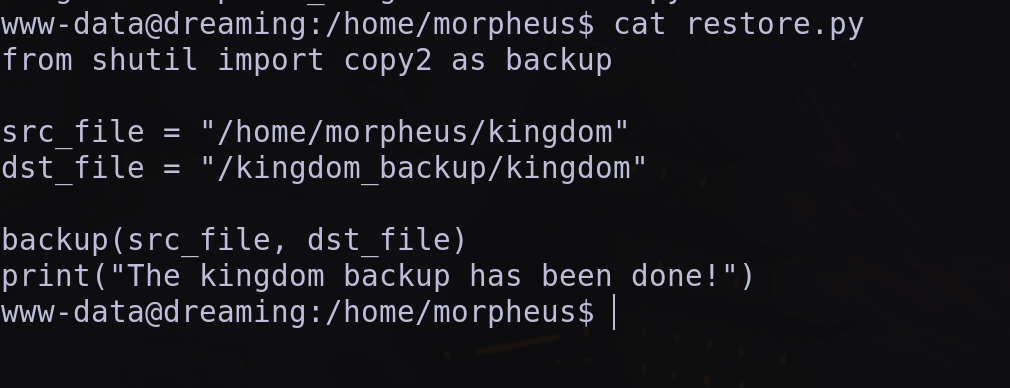 www-data@dreaming:/home/morpheus$ cat restore.py
from shutil import copy2 as backup
src_file = "/home/morpheus/kingdom"
dst_file = "/kingdom_backup/kingdom"
backup(src_file, dst_file)
print("The kingdom backup has been done!")
www-data@dreaming:/home/morpheus$